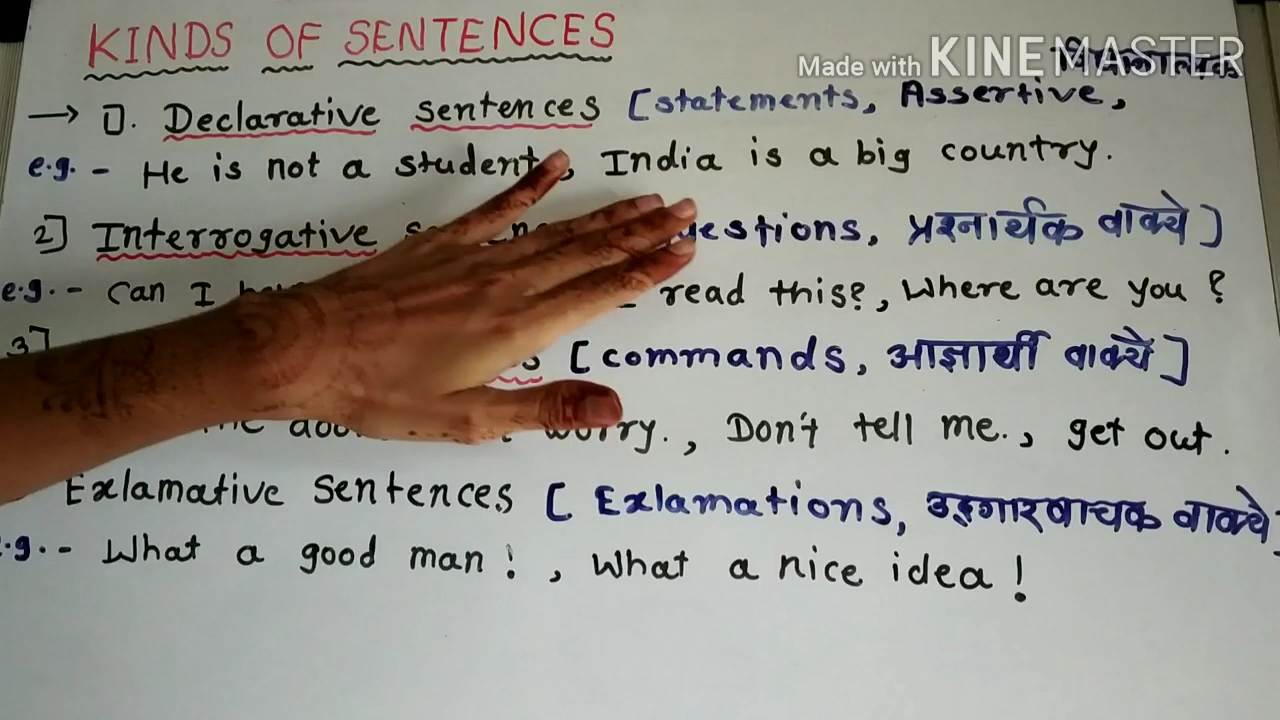 KINDS OF SENTENCES
Made with KINEMASTER
→ 1]. Declarative sentences [statements, Assertive,
e.g. - He is not a student, India is a big country.
2] Interrogative uestions, प्रश्नार्थक वाक्ये]
e.g. - Can I read this?, Where are you?
3] [commands, आज्ञार्थी वाक्ये]
worry., Don't tell me., get out.
Exlamative sentences [Exlamations, उद्गारवाचक वाक्ये]
e.g. - What a good man!, What a nice idea!